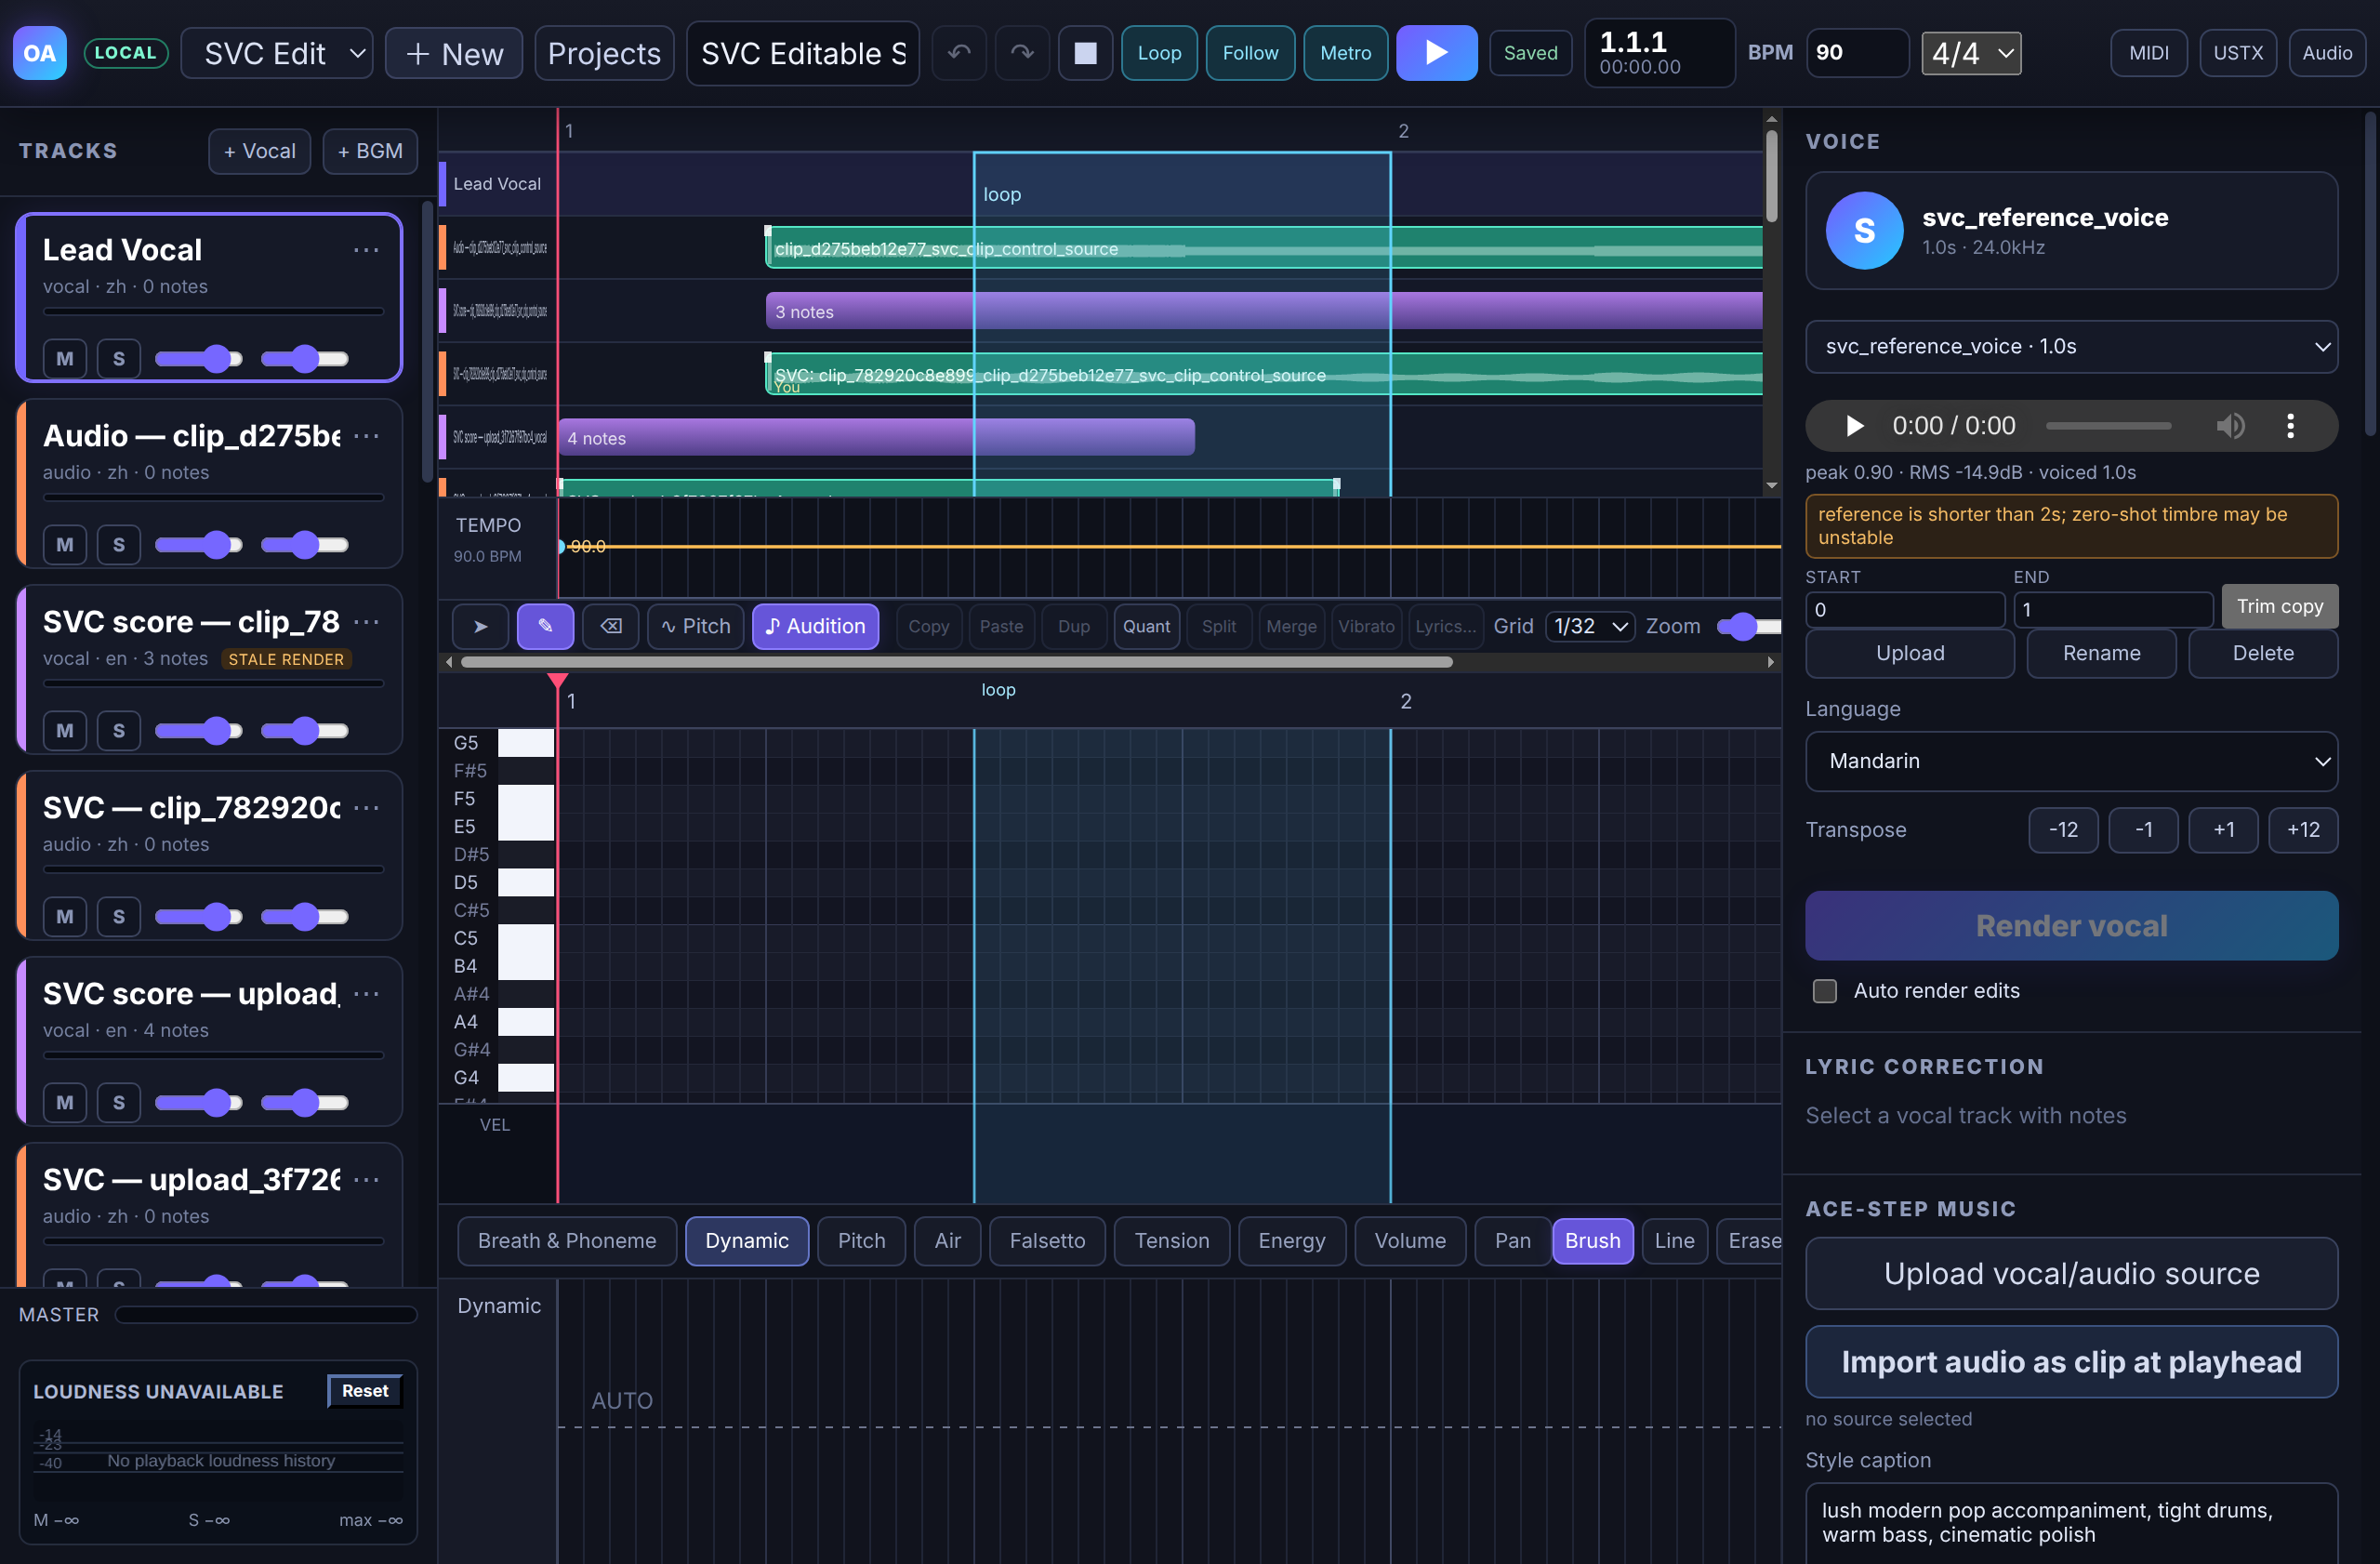 OA LOCAL SVC Edit + New Projects SVC Editable S Loop Follow Metro Saved 1.1.1 00:00.00 BPM 90 4/4 MIDI USTX Audio
TRACKS + Vocal + BGM
Lead Vocal ...
vocal · zh · 0 notes
M S
Audio — clip_d275be ...
audio · zh · 0 notes
M S
SVC score — clip_78 ...
vocal · en · 3 notes STALE RENDER
M S
SVC — clip_782920c ...
audio · zh · 0 notes
M S
SVC score — upload_ ...
vocal · en · 4 notes
M S
SVC — upload_3f726 ...
audio · zh · 0 notes
M S
MASTER
LOUDNESS UNAVAILABLE Reset
-14
-23
-40 No playback loudness history
M -∞ S -∞ max -∞
1 2
Lead Vocal loop
clip_d275beb12e77_svc_clip_control_source
3 notes
SVC: clip_782920c8e899_clip_d275beb12e77_svc_clip_control_source
You
SVC score — upload_3f7267f97bc4_vocal 4 notes
TEMPO
90.0 BPM 90.0
Pitch Audition Copy Paste Dup Quant Split Merge Vibrato Lyrics... Grid 1/32 Zoom
1 loop 2
G5
F#5
F5
E5
D#5
D5
C#5
C5
B4
A#4
A4
G#4
G4
F#4
VEL
Breath & Phoneme Dynamic Pitch Air Falsetto Tension Energy Volume Pan Brush Line Erase
Dynamic
AUTO
VOICE
S svc_reference_voice
1.0s · 24.0kHz
svc_reference_voice · 1.0s
0:00 / 0:00
peak 0.90 · RMS -14.9dB · voiced 1.0s
reference is shorter than 2s; zero-shot timbre may be
unstable
START END
0 1 Trim copy
Upload Rename Delete
Language
Mandarin
Transpose -12 -1 +1 +12
Render vocal
Auto render edits
LYRIC CORRECTION
Select a vocal track with notes
ACE-STEP MUSIC
Upload vocal/audio source
Import audio as clip at playhead
no source selected
Style caption
lush modern pop accompaniment, tight drums,
warm bass, cinematic polish